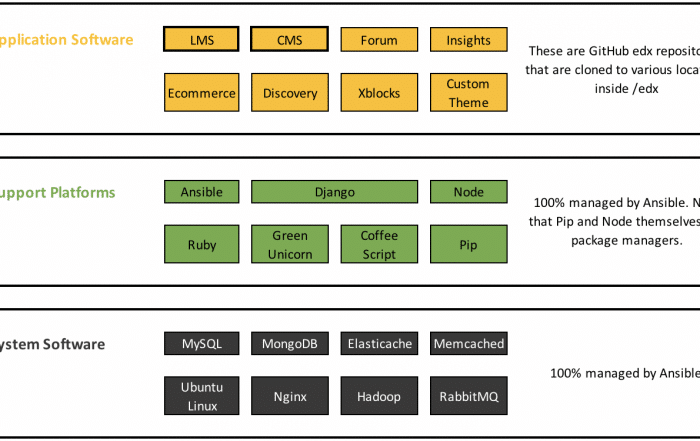 pplication Software
LMS
CMS
Forum
Insights
Ecommerce
Discovery
Xblocks
Custom
Theme
These are GitHub edx reposito
that are cloned to various loca
inside /edx
upport Platforms
Ansible
Django
Node
Ruby
Green
Unicorn
Coffee
Script
Pip
100% managed by Ansible. N
that Pip and Node themselves
package managers.
ystem Software
MySQL
MongoDB
Elasticache
Memcached
Ubuntu
Linux
Nginx
Hadoop
RabbitMQ
100% managed by Ansible